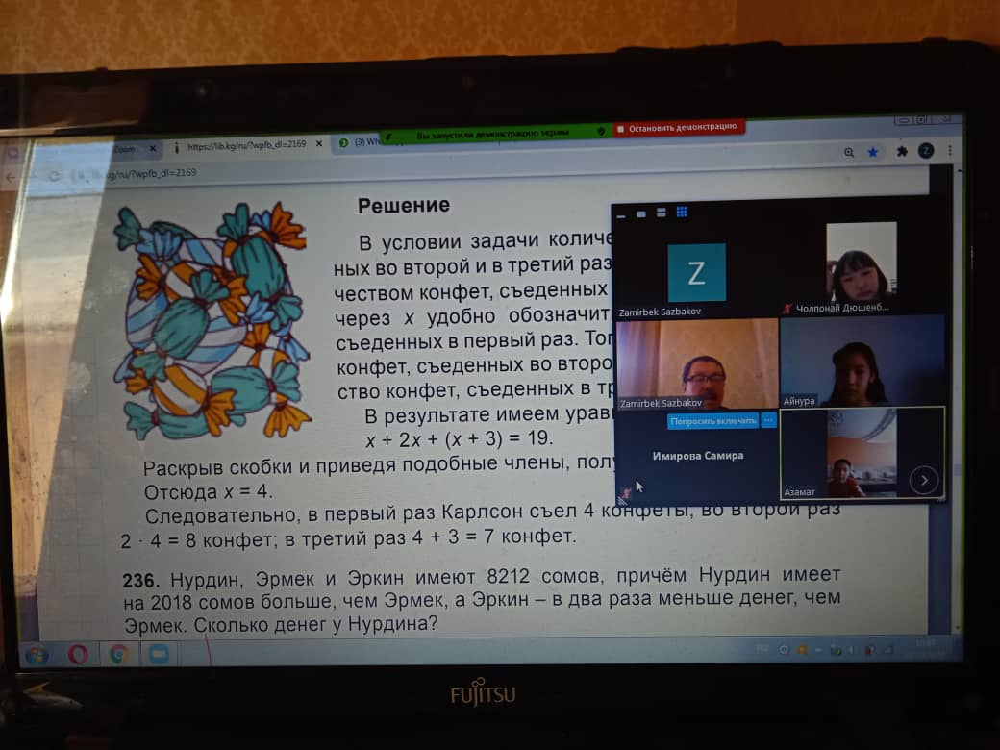 Вы запустили демонстрацию экрана
Остановить демонстрацию
Zoom
https://lib.kg/ru/?wpfb_dl=2169
(3) Wh
kg/ru/?wpfb_dl=2169
Z
Решение
В условии задачи количе
ных во второй и в третий раз
чеством конфет, съеденных
через x удобно обозначит
съеденных в первый раз. Тог
конфет, съеденных во второ
ство конфет, съеденных в тр
В результате имеем урав
x + 2x + (x + 3) = 19.
Раскрыв скобки и приведя подобные члены, пол
Отсюда x = 4.
Следовательно, в первый раз Карлсон съел 4 конфеты, во второй раз
2 · 4 = 8 конфет; в третий раз 4 + 3 = 7 конфет.
236. Нурдин, Эрмек и Эркин имеют 8212 сомов, причём Нурдин имеет
на 2018 сомов больше, чем Эрмек, а Эркин – в два раза меньше денег, чем
Эрмек. Сколько денег у Нурдина?
Z
Zamirbek Sazbakov
Чолпонай Дюшенб...
Zamirbek Sazbakov
Айнура
Попросить включить
...
Имирова Самира
Азамат
FUJITSU